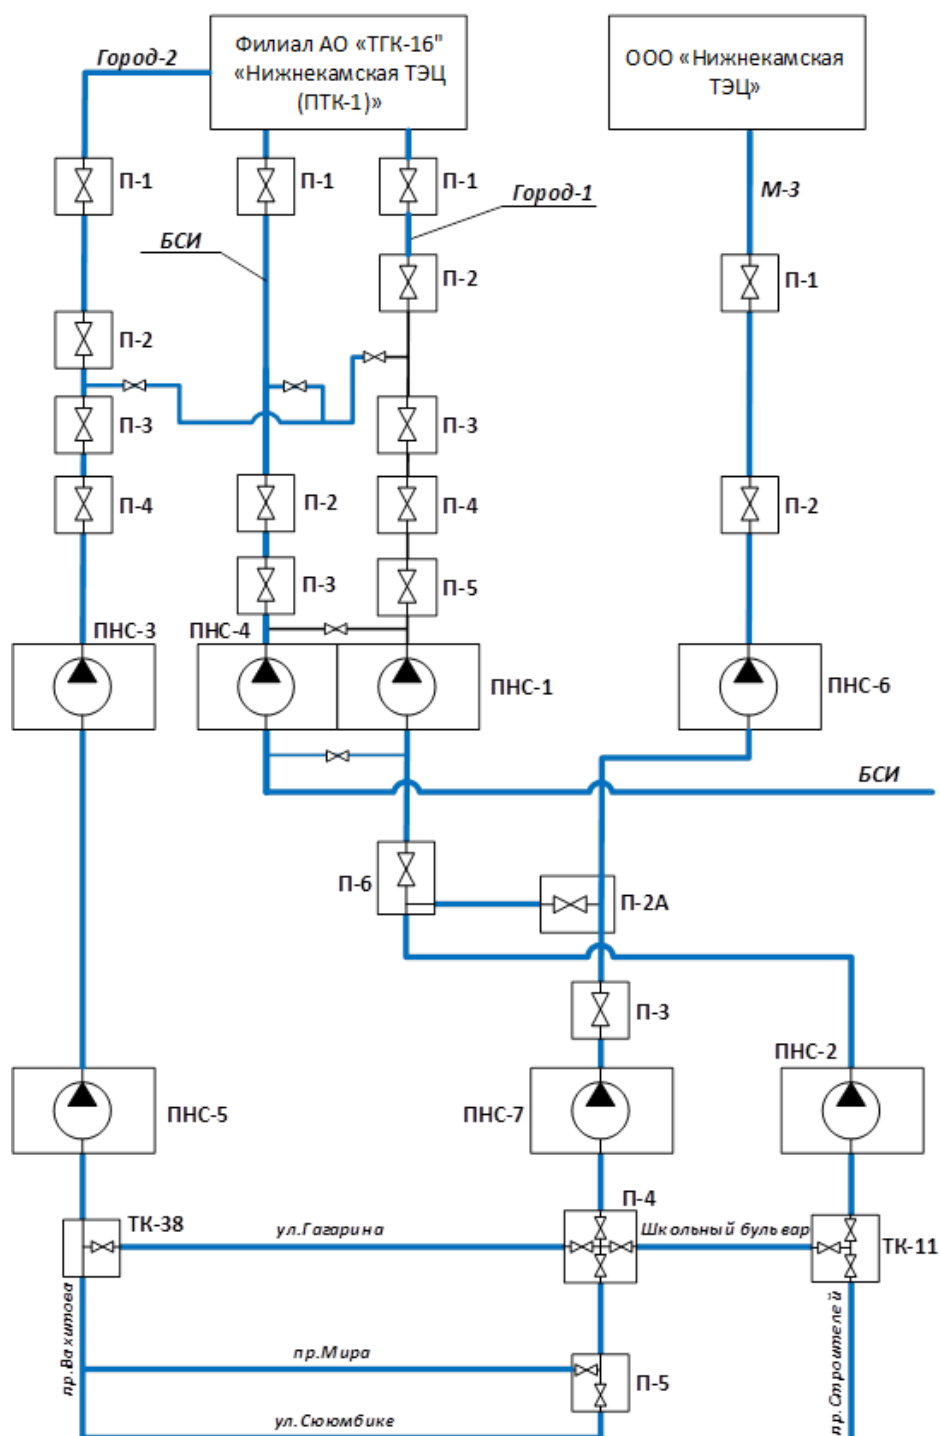 Филиал АО «ТГК-16"
«Нижнекамская ТЭЦ
(ПТК-1)»
ООО «Нижнекамская
ТЭЦ»
Город-2
П-1
П-1
П-1
М-3
Город-1
БСИ
П-2
П-1
П-2
П-3
П-3
П-4
П-2
П-4
П-2
П-3
П-5
ПНС-3
ПНС-4
ПНС-1
ПНС-6
БСИ
П-6
П-2А
П-3
ПНС-2
ПНС-5
ПНС-7
П-4
ТК-38
ул.Гагарина
Школьный бульвар
ТК-11
пр.Вахитова
пр.Мира
П-5
пр.Строителей
ул.Сююмбике